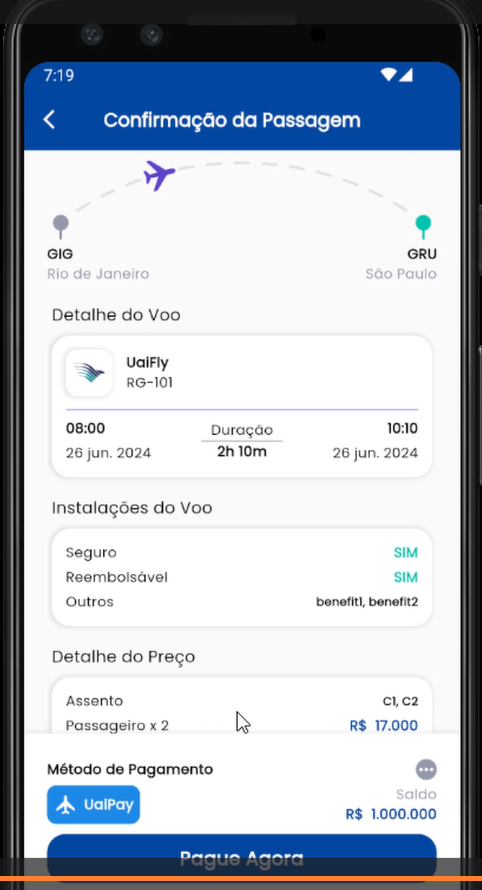 7:19
Confirmação da Passagem
GIG
GRU
Rio de Janeiro
São Paulo
Detalhe do Voo
UaiFly
RG-101
08:00
Duração
10:10
26 jun. 2024
2h 10m
26 jun. 2024
Instalações do Voo
Seguro
SIM
Reembolsável
SIM
Outros
benefit1, benefit2
Detalhe do Preço
Assento
C1, C2
Passageiro x 2
R$ 17.000
Método de Pagamento
Saldo
UaiPay
R$ 1.000.000
Pague Agora